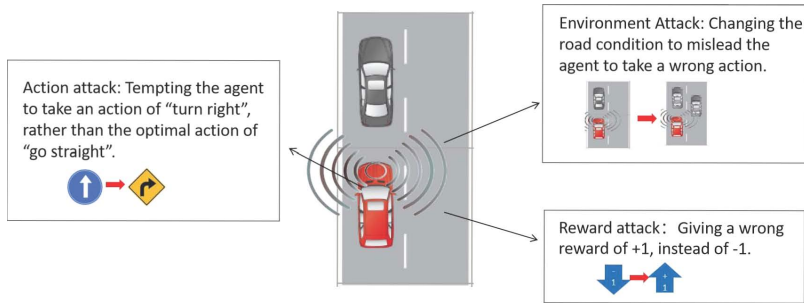 Action attack: Tempting the agent
to take an action of “turn right”,
rather than the optimal action of
“go straight”.
Environment Attack: Changing the
road condition to mislead the
agent to take a wrong action.
Reward attack： Giving a wrong
reward of +1, instead of -1.
-
1
+
1